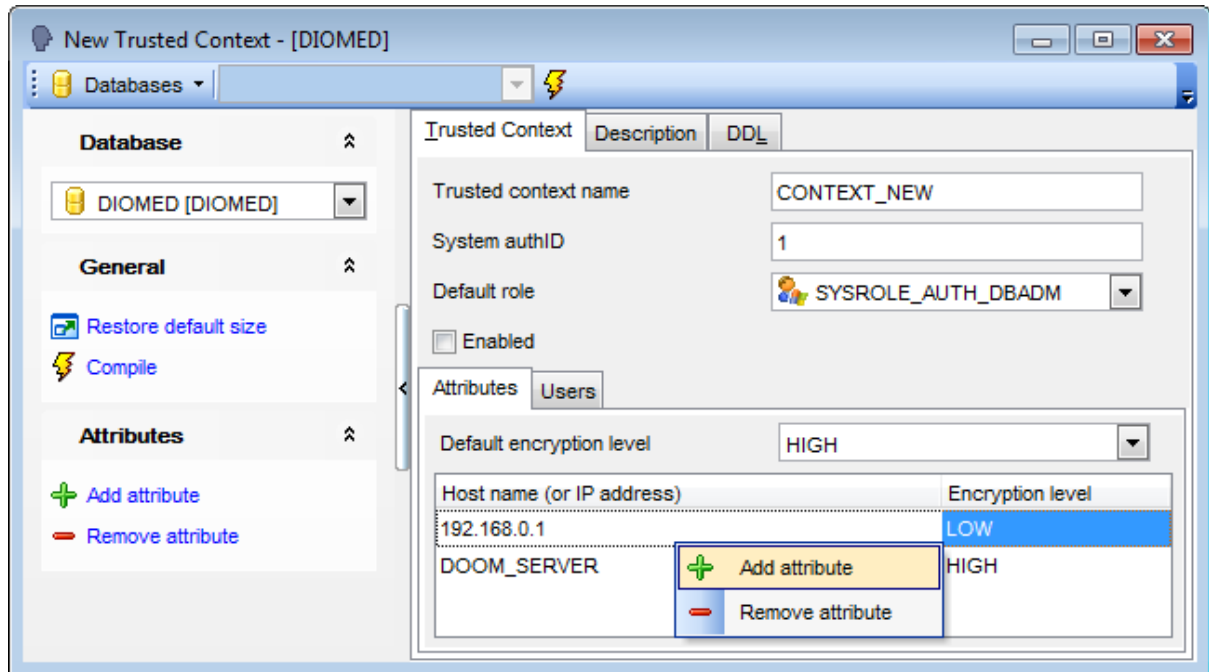 New Trusted Context - [DIOMED]
Databases
Database
DIOMED [DIOMED]
General
Restore default size
Compile
Attributes
Add attribute
Remove attribute
Trusted Context Description DDL
Trusted context name CONTEXT_NEW
System authID 1
Default role SYSROLE_AUTH_DBADM
Enabled
Attributes Users
Default encryption level HIGH
Host name (or IP address) Encryption level
192.168.0.1 LOW
DOOM_SERVER HIGH
Add attribute
Remove attribute